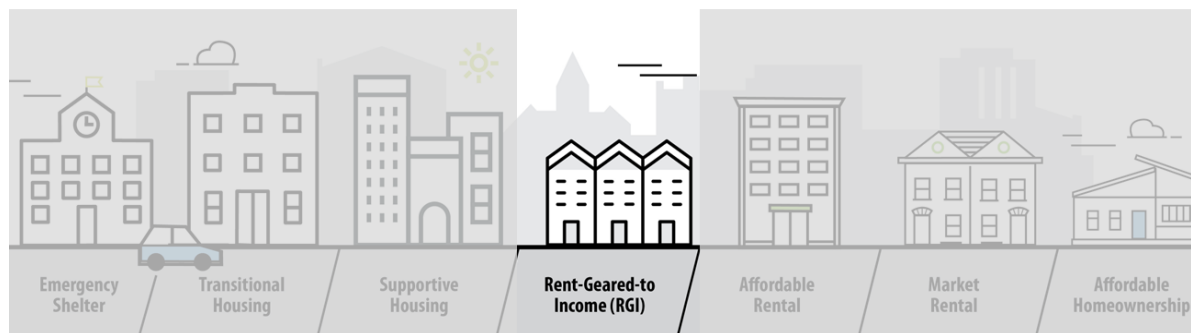 Emergency
Shelter
Transitional
Housing
Supportive
Housing
Rent-Geared-to
Income (RGI)
Affordable
Rental
Market
Rental
Affordable
Homeownership